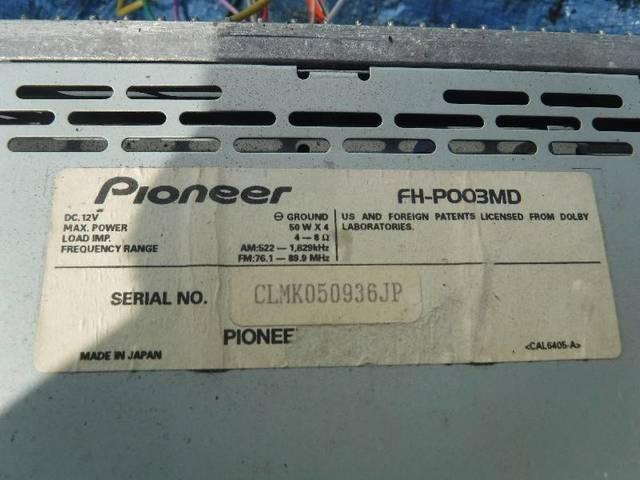 Pioneer FH-P003MD
DC.12V ⊖ GROUND
MAX. POWER 50 W X 4
LOAD IMP. 4 — 8 Ω
FREQUENCY RANGE AM:522 — 1,629kHz
FM:76.1 — 89.9 MHz
US AND FOREIGN PATENTS LICENSED FROM DOLBY
LABORATORIES.
SERIAL NO. CLMK050936JP
PIONEE
MADE IN JAPAN <CAL6405-A>